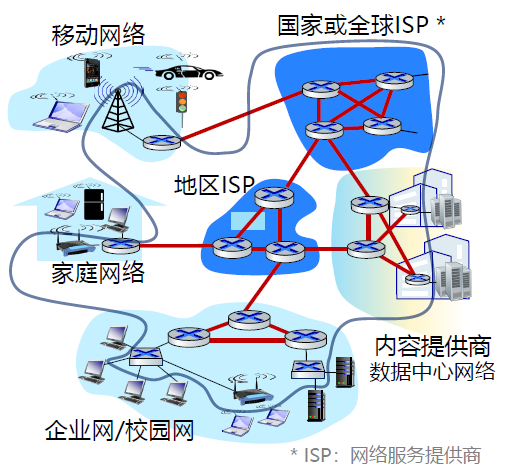 国家或全球ISP *
移动网络
地区ISP
家庭网络
内容提供商
数据中心网络
企业网/校园网
* ISP：网络服务提供商